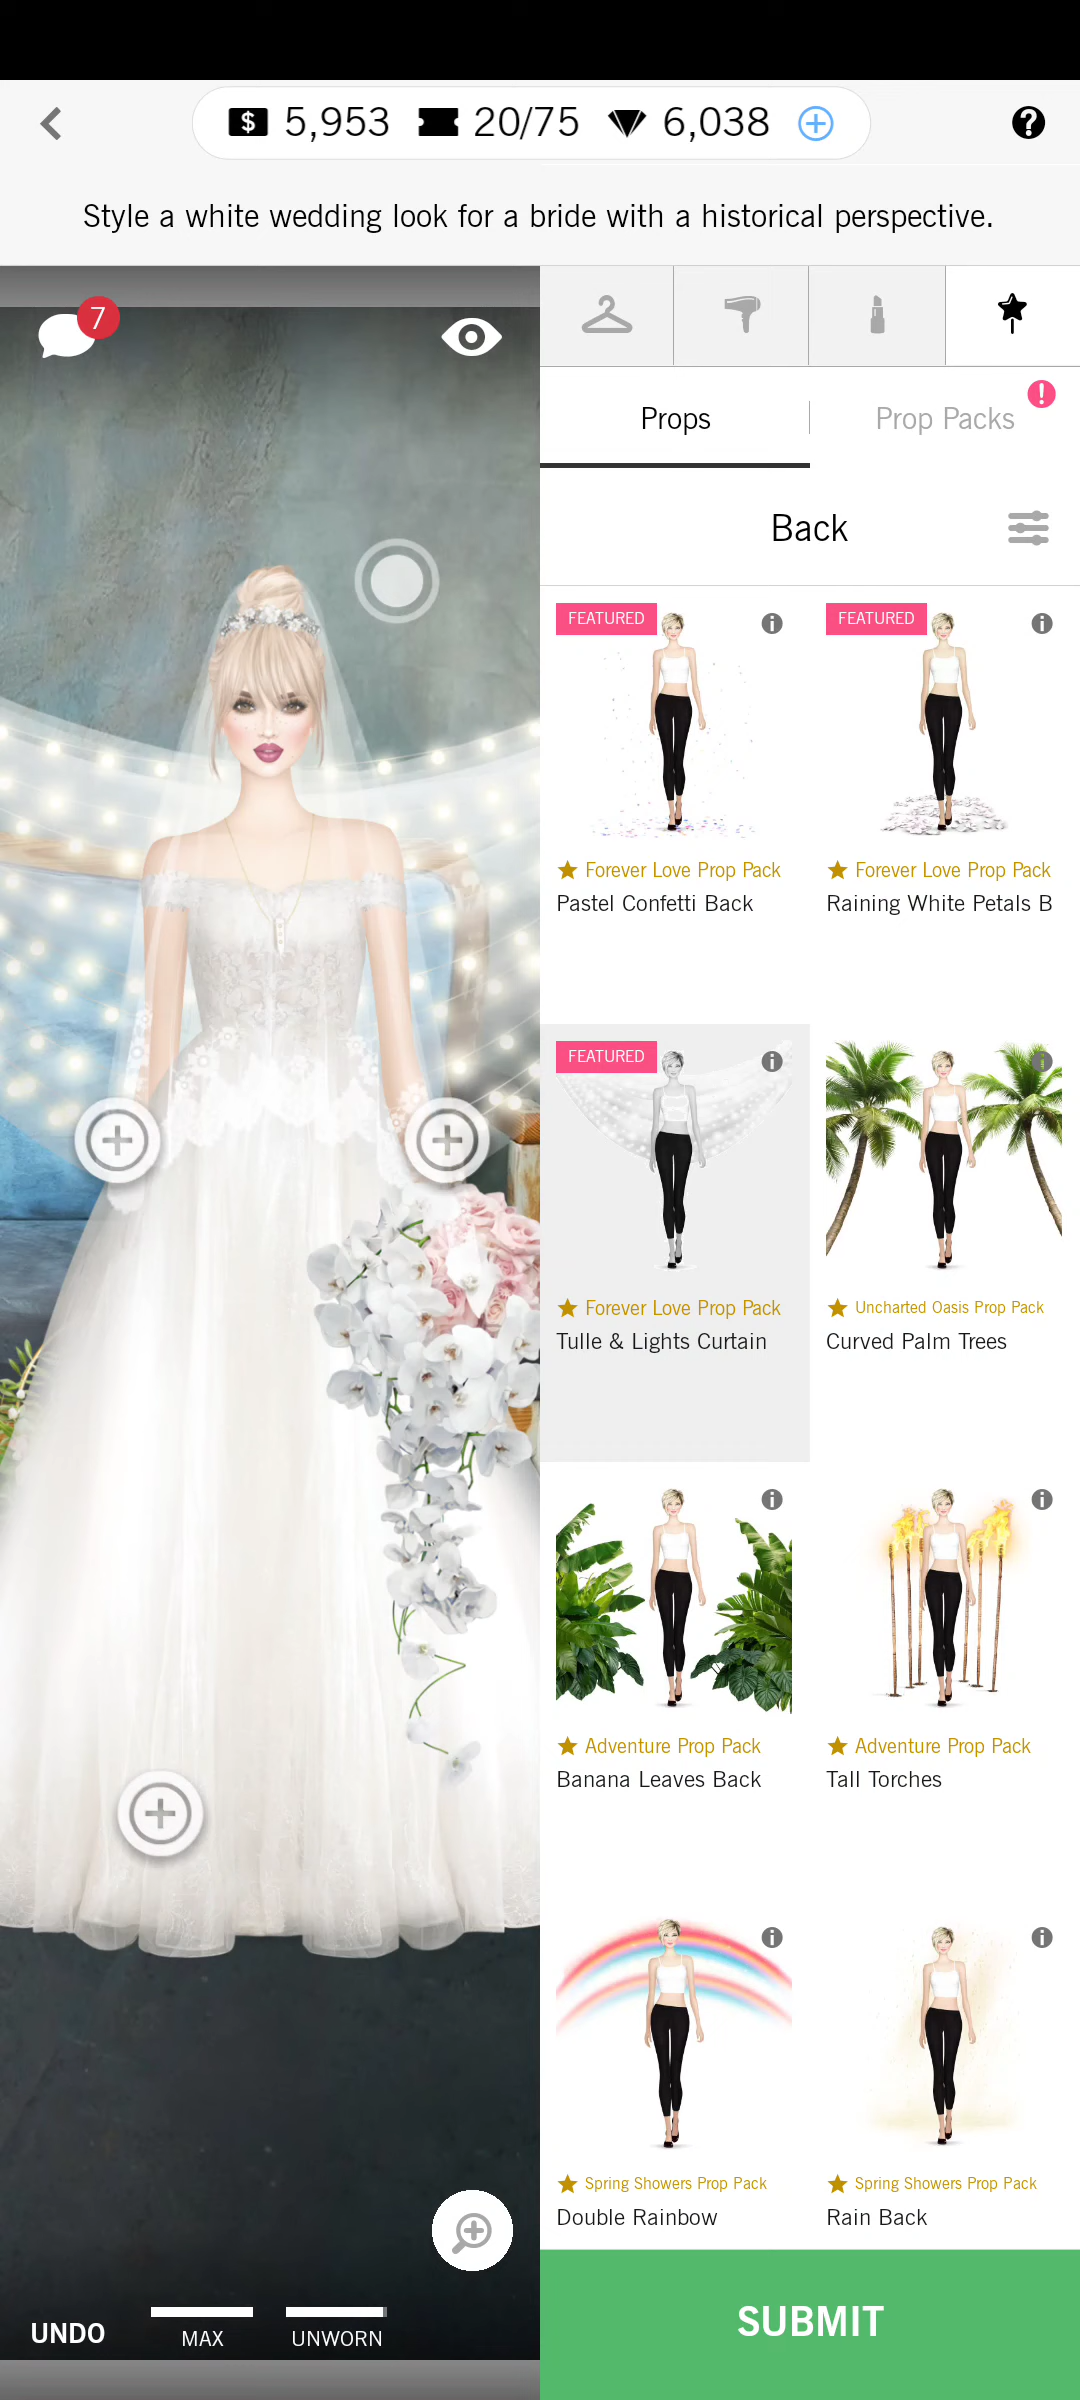 $ 5,953 20/75 6,038
Style a white wedding look for a bride with a historical perspective.
7
Props
Prop Packs
!
Back
FEATURED
Forever Love Prop Pack
Pastel Confetti Back
FEATURED
Forever Love Prop Pack
Raining White Petals B
FEATURED
Forever Love Prop Pack
Tulle & Lights Curtain
Uncharted Oasis Prop Pack
Curved Palm Trees
Adventure Prop Pack
Banana Leaves Back
Adventure Prop Pack
Tall Torches
Spring Showers Prop Pack
Double Rainbow
Spring Showers Prop Pack
Rain Back
UNDO
MAX
UNWORN
SUBMIT